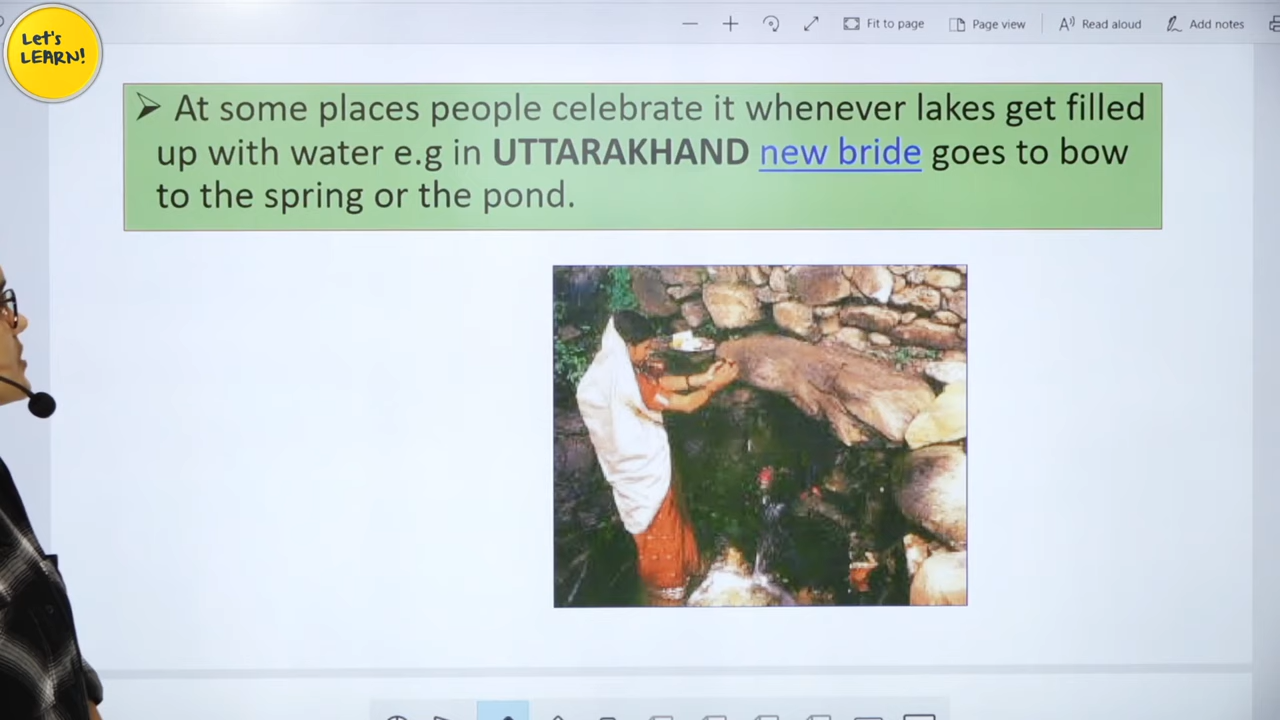 Let's
LEARN!
Fit to page
Page view
Read aloud
Add notes
➢ At some places people celebrate it whenever lakes get filled
up with water e.g in UTTARAKHAND new bride goes to bow
to the spring or the pond.